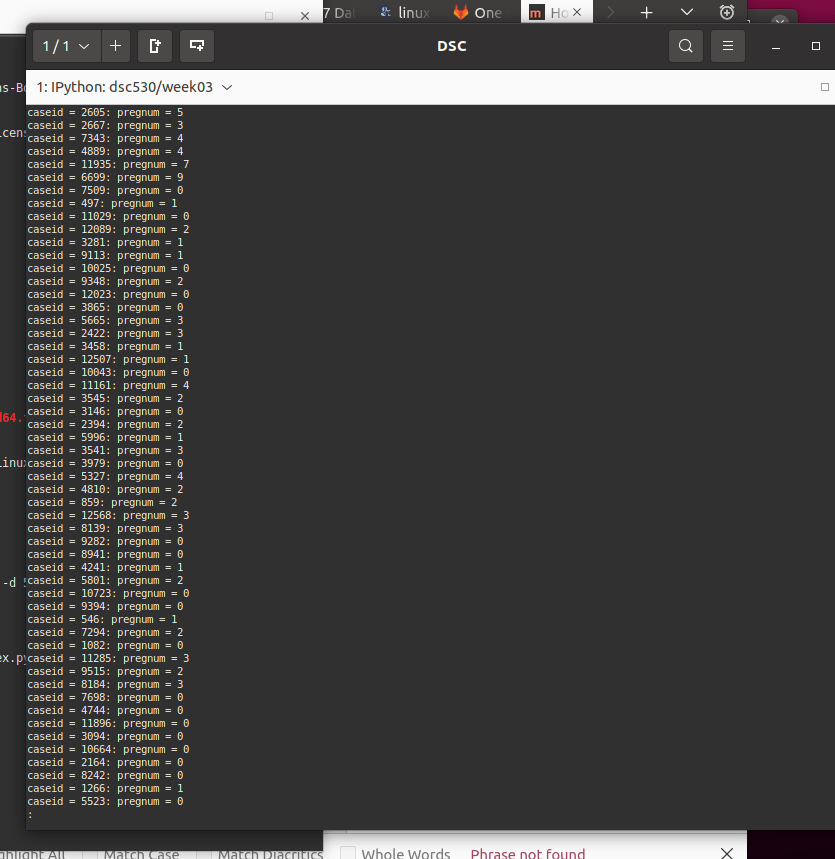 7 Da
linux
One
Ho
1 / 1
DSC
1: IPython: dsc530/week03
caseid = 2605: pregnum = 5
caseid = 2667: pregnum = 3
caseid = 7343: pregnum = 4
caseid = 4889: pregnum = 4
caseid = 11935: pregnum = 7
caseid = 6699: pregnum = 9
caseid = 7509: pregnum = 0
caseid = 497: pregnum = 1
caseid = 11029: pregnum = 0
caseid = 12089: pregnum = 2
caseid = 3281: pregnum = 1
caseid = 9113: pregnum = 1
caseid = 10025: pregnum = 0
caseid = 9348: pregnum = 2
caseid = 12023: pregnum = 0
caseid = 3865: pregnum = 0
caseid = 5665: pregnum = 3
caseid = 2422: pregnum = 3
caseid = 3458: pregnum = 1
caseid = 12507: pregnum = 1
caseid = 10043: pregnum = 0
caseid = 11161: pregnum = 4
caseid = 3545: pregnum = 2
caseid = 3146: pregnum = 0
caseid = 2394: pregnum = 2
caseid = 5996: pregnum = 1
caseid = 3541: pregnum = 3
caseid = 3979: pregnum = 0
caseid = 5327: pregnum = 4
caseid = 4810: pregnum = 2
caseid = 859: pregnum = 2
caseid = 12568: pregnum = 3
caseid = 8139: pregnum = 3
caseid = 9282: pregnum = 0
caseid = 8941: pregnum = 0
caseid = 4241: pregnum = 1
caseid = 5801: pregnum = 2
caseid = 10723: pregnum = 0
caseid = 9394: pregnum = 0
caseid = 546: pregnum = 1
caseid = 7294: pregnum = 2
caseid = 1082: pregnum = 0
caseid = 11285: pregnum = 3
caseid = 9515: pregnum = 2
caseid = 8184: pregnum = 3
caseid = 7698: pregnum = 0
caseid = 4744: pregnum = 0
caseid = 11896: pregnum = 0
caseid = 3094: pregnum = 0
caseid = 10664: pregnum = 0
caseid = 2164: pregnum = 0
caseid = 8242: pregnum = 0
caseid = 1266: pregnum = 1
caseid = 5523: pregnum = 0
:
Match Case
Match Diacritics
Whole Words
Phrase not found